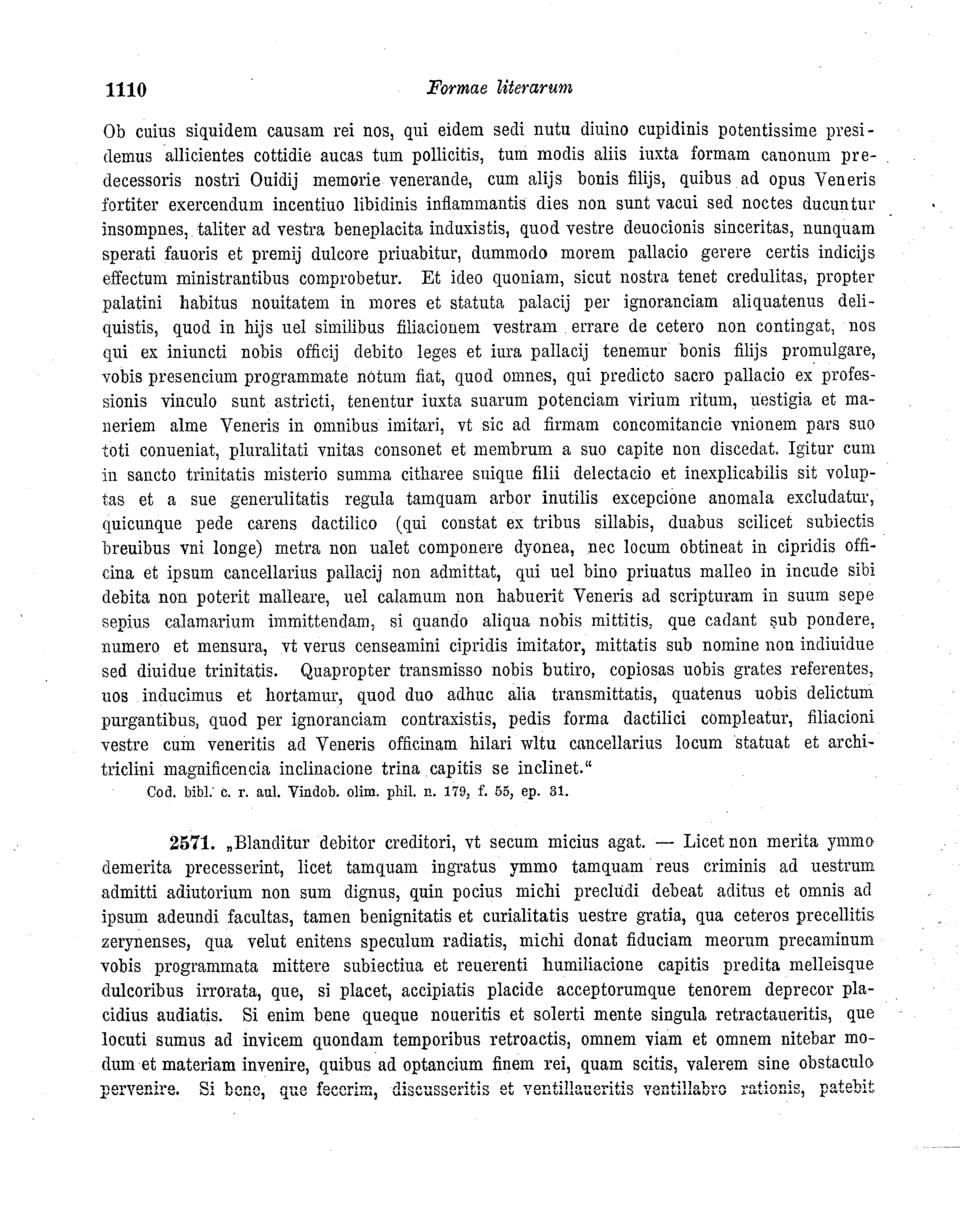 1110 Formae literarum
Ob cuius siquidem causam rei nos, qui eidem sedi nutu diuino cupidinis potentissime presi-
demus allicientes cottidie aucas tum pollicitis, tum modis aliis iuxta formam canonum pre-
decessoris nostri Ouidij memorie venerande, cum alijs bonis filijs, quibus ad opus Veneris
fortiter exercendum incentiuo libidinis inflammantis dies non sunt vacui sed noctes ducuntur
insompnes, taliter ad vestra beneplacita induxistis, quod vestre deuocionis sinceritas, nunquam
sperati fauoris et premij dulcore priuabitur, dummodo morem pallacio gerere certis indicijs
effectum ministrantibus comprobetur. Et ideo quoniam, sicut nostra tenet credulitas, propter
palatini habitus nouitatem in mores et statuta palacij per ignoranciam aliquatenus deli-
quistis, quod in hijs uel similibus filiacionem vestram errare de cetero non contingat, nos
qui ex iniuncti nobis officij debito leges et iura pallacij tenemur bonis filijs promulgare,
vobis presencium programmate notum fiat, quod omnes, qui predicto sacro pallacio ex profes-
sionis vinculo sunt astricti, tenentur iuxta suarum potenciam virium ritum, uestigia et ma-
neriem alme Veneris in omnibus imitari, vt sic ad firmam concomitancie vnionem pars suo
toti conueniat, pluralitati vnitas consonet et membrum a suo capite non discedat. Igitur cum
in sancto trinitatis misterio summa citharee suique filii delectacio et inexplicabilis sit volup-
tas et a sue generulitatis regula tamquam arbor inutilis excepcione anomala excludatur,
quicunque pede carens dactilico (qui constat ex tribus sillabis, duabus scilicet subiectis
breuibus vni longe) metra non ualet componere dyonea, nec locum obtineat in cipridis offi-
cina et ipsum cancellarius pallacij non admittat, qui uel bino priuatus malleo in incude sibi
debita non poterit malleare, uel calamum non habuerit Veneris ad scripturam in suum sepe
sepius calamarium immittendam, si quando aliqua nobis mittitis, que cadant sub pondere,
numero et mensura, vt verus censeamini cipridis imitator, mittatis sub nomine non indiuidue
sed diuidue trinitatis. Quapropter transmisso nobis butiro, copiosas uobis grates referentes,
uos inducimus et hortamur, quod duo adhuc alia transmittatis, quatenus uobis delictum
purgantibus, quod per ignoranciam contraxistis, pedis forma dactilici compleatur, filiacioni
vestre cum veneritis ad Veneris officinam hilari wltu cancellarius locum statuat et archi-
triclini magnificencia inclinacione trina capitis se inclinet.“
Cod. bibl. c. r. aul. Vindob. olim. phil. n. 179, f. 55, ep. 31.
2571. „Blanditur debitor creditori, vt secum micius agat. — Licet non merita ymmo
demerita precesserint, licet tamquam ingratus ymmo tamquam reus criminis ad uestrum
admitti adiutorium non sum dignus, quin pocius michi precludi debeat aditus et omnis ad
ipsum adeundi facultas, tamen benignitatis et curialitatis uestre gratia, qua ceteros precellitis
zerynenses, qua velut enitens speculum radiatis, michi donat fiduciam meorum precaminum
vobis programmata mittere subiectiua et reuerenti humiliacione capitis predita melleisque
dulcoribus irrorata, que, si placet, accipiatis placide acceptorumque tenorem deprecor pla-
cidius audiatis. Si enim bene queque noueritis et solerti mente singula retractaueritis, que
locuti sumus ad invicem quondam temporibus retroactis, omnem viam et omnem nitebar mo-
dum et materiam invenire, quibus ad optancium finem rei, quam scitis, valerem sine obstaculo
pervenire. Si bene, que fecerim, discusseritis et ventillaueritis ventillabro rationis, patebit